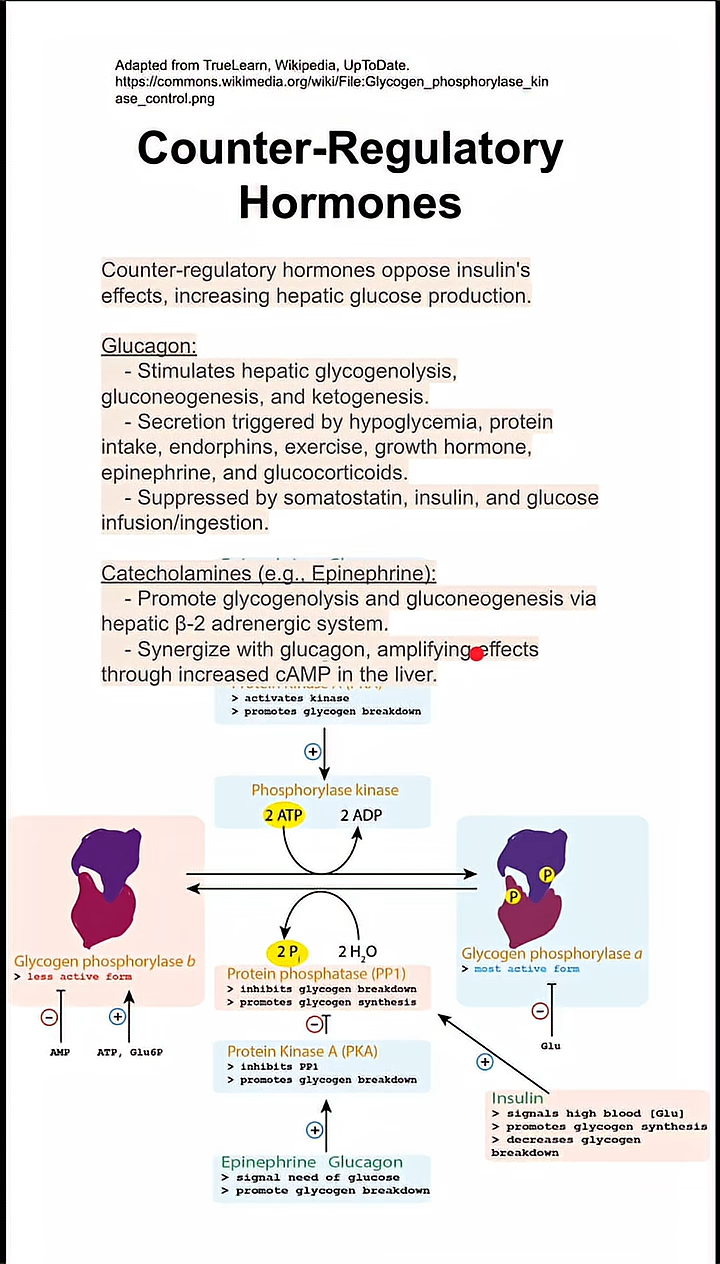 Adapted from TrueLearn, Wikipedia, UpToDate.
https://commons.wikimedia.org/wiki/File:Glycogen_phosphorylase_kin
ase_control.png
Counter-Regulatory
Hormones
Counter-regulatory hormones oppose insulin's
effects, increasing hepatic glucose production.
Glucagon:
- Stimulates hepatic glycogenolysis,
gluconeogenesis, and ketogenesis.
- Secretion triggered by hypoglycemia, protein
intake, endorphins, exercise, growth hormone,
epinephrine, and glucocorticoids.
- Suppressed by somatostatin, insulin, and glucose
infusion/ingestion.
Catecholamines (e.g., Epinephrine):
- Promote glycogenolysis and gluconeogenesis via
hepatic β-2 adrenergic system.
- Synergize with glucagon, amplifying effects
through increased cAMP in the liver.
Protein Kinase A (PKA)
> activates kinase
> promotes glycogen breakdown
+
Phosphorylase kinase
2 ATP 2 ADP
P
P
Glycogen phosphorylase b
> less active form
Glycogen phosphorylase a
> most active form
2 Pi 2 H2O
Protein phosphatase (PP1)
> inhibits glycogen breakdown
> promotes glycogen synthesis
−
+
−
−
AMP ATP, Glu6P
Glu
Protein Kinase A (PKA)
> inhibits PP1
> promotes glycogen breakdown
+
Insulin
> signals high blood [Glu]
> promotes glycogen synthesis
> decreases glycogen
breakdown
+
Epinephrine Glucagon
> signal need of glucose
> promote glycogen breakdown